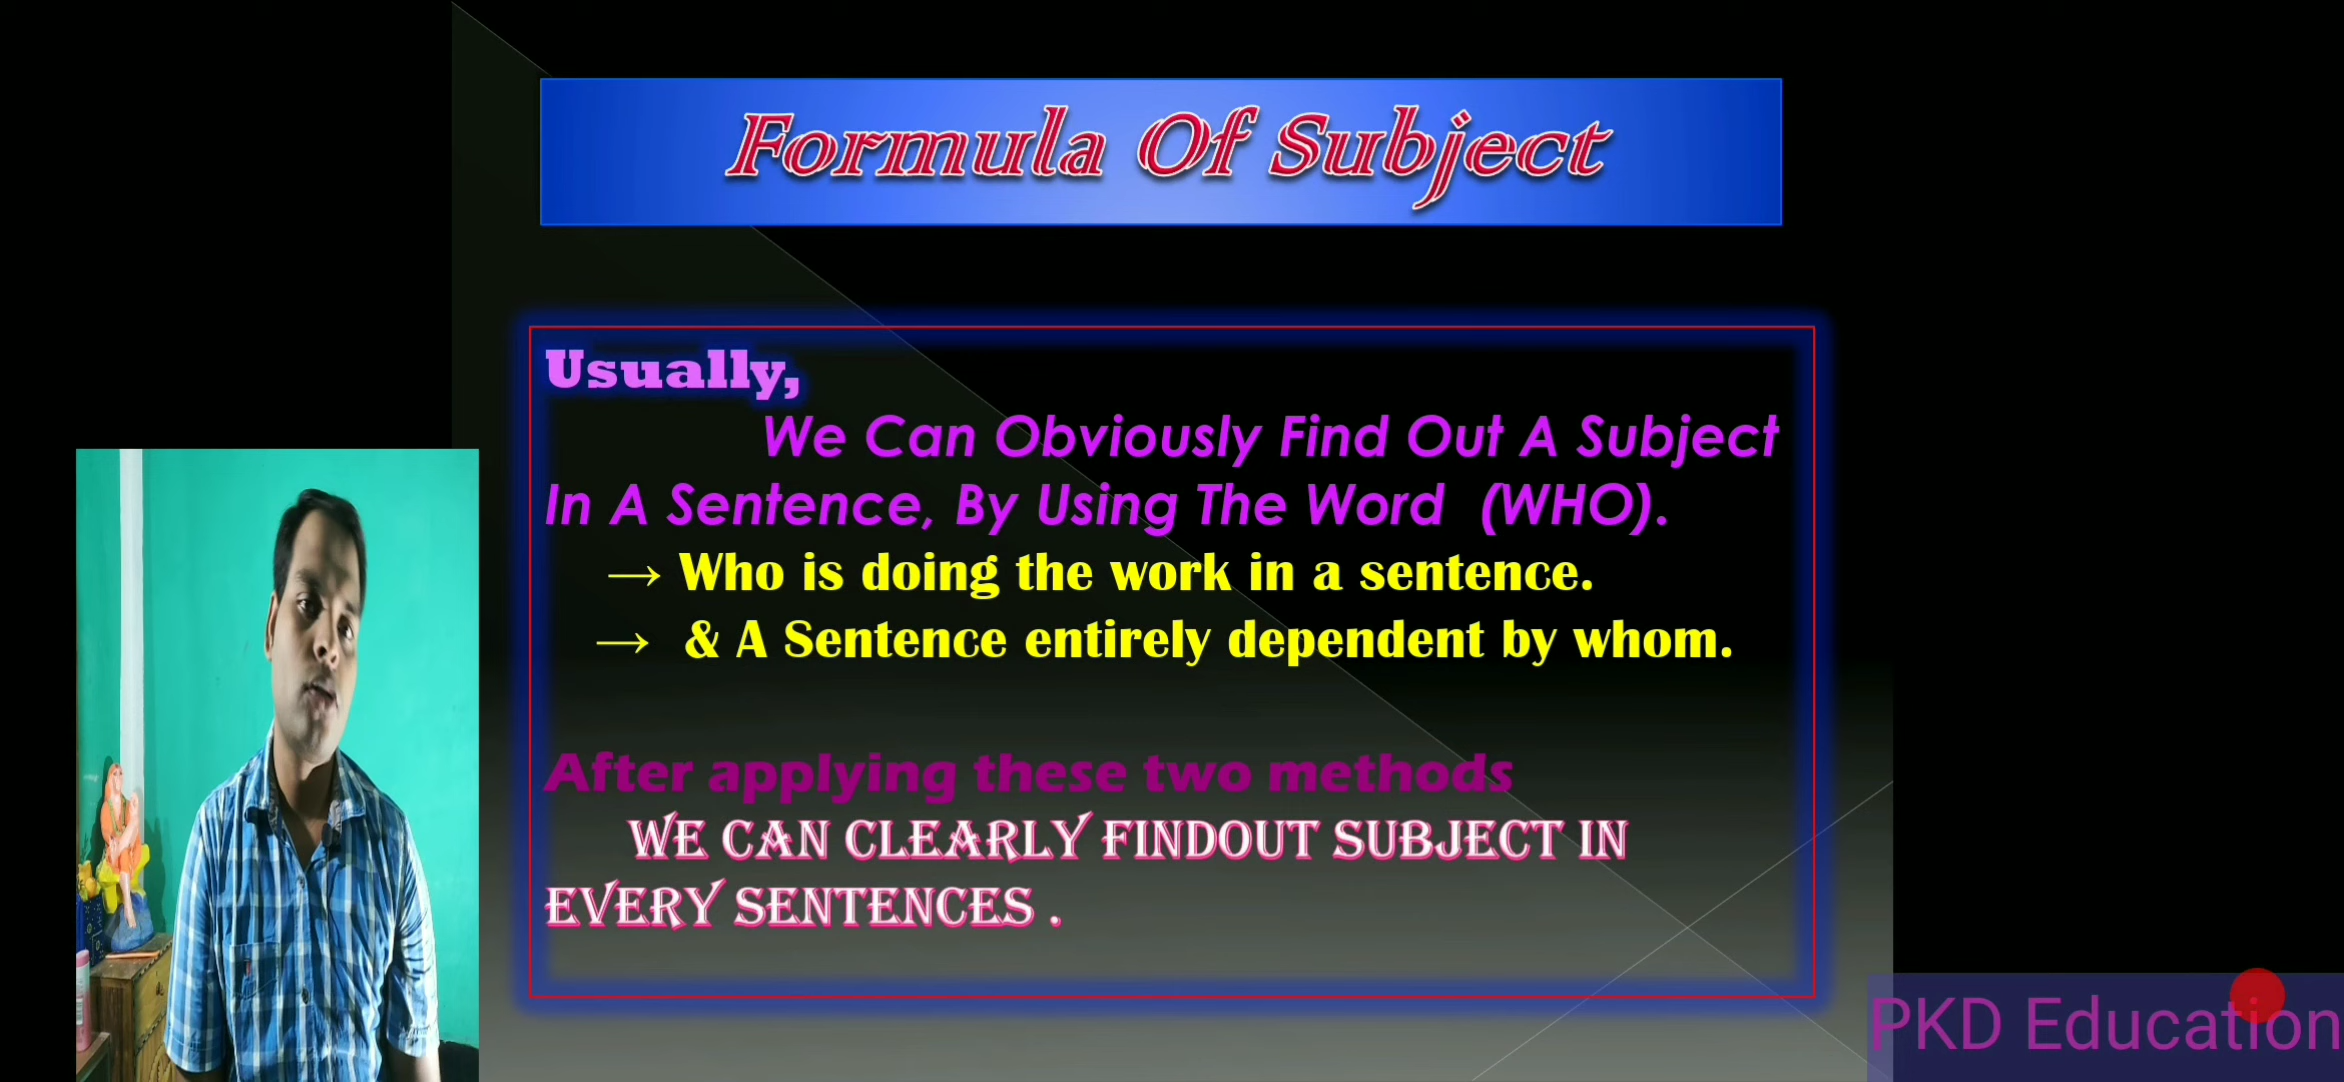 Formula Of Subject
Usually,
We Can Obviously Find Out A Subject
In A Sentence, By Using The Word (WHO).
→ Who is doing the work in a sentence.
→ & A Sentence entirely dependent by whom.
After applying these two methods
WE CAN CLEARLY FINDOUT SUBJECT IN
EVERY SENTENCES .
PKD Education